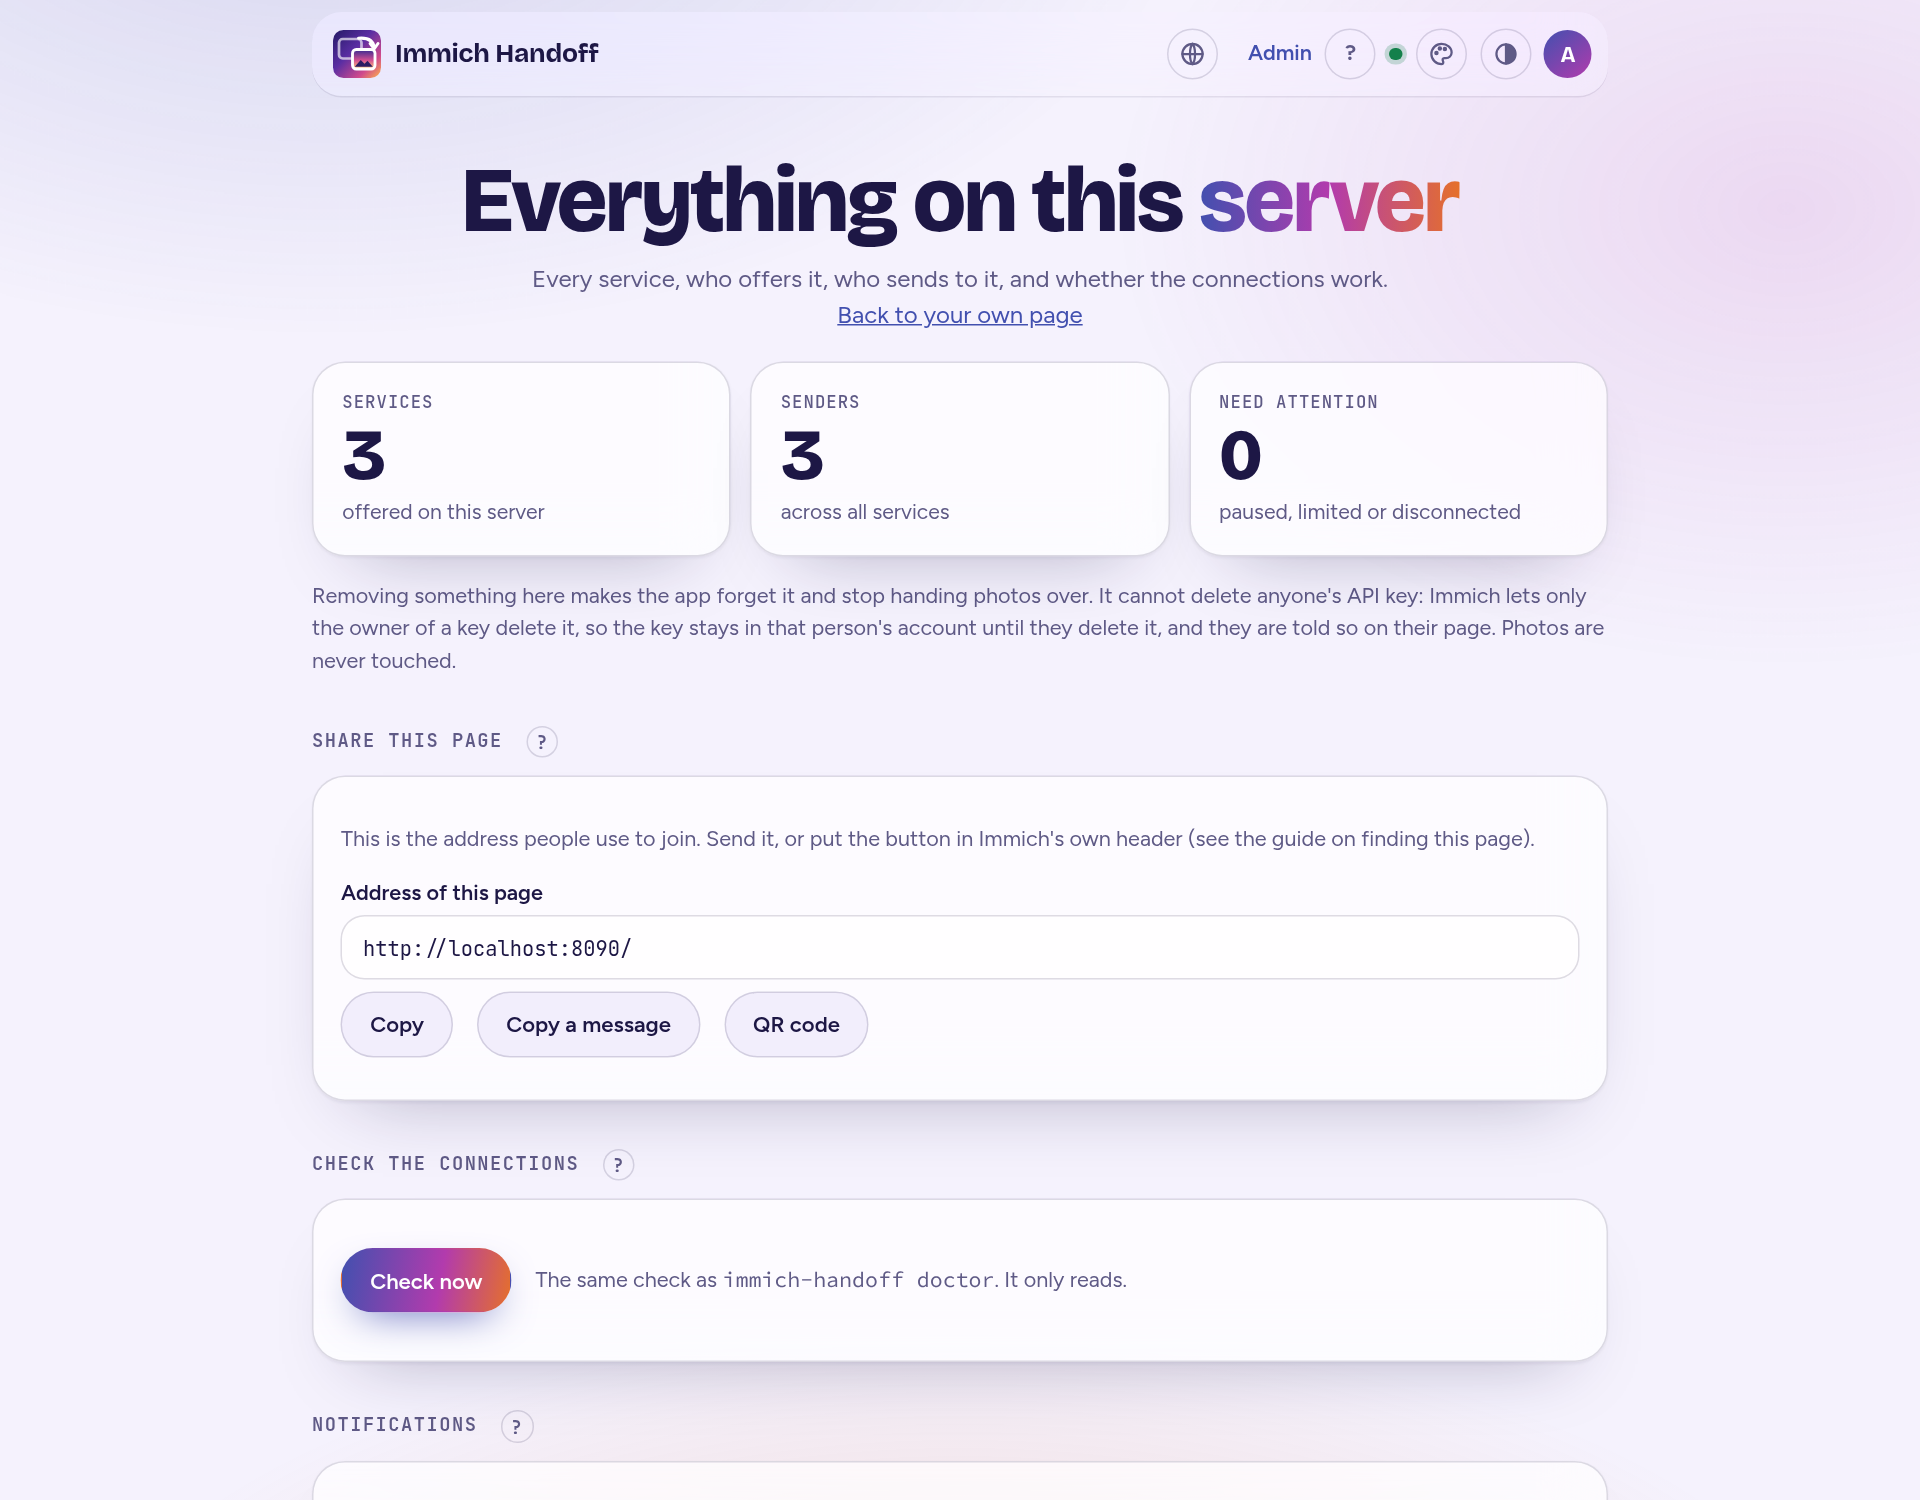 Immich Handoff
Admin
?
A
Everything on this server
Every service, who offers it, who sends to it, and whether the connections work.
Back to your own page
SERVICES
3
offered on this server
SENDERS
3
across all services
NEED ATTENTION
0
paused, limited or disconnected
Removing something here makes the app forget it and stop handing photos over. It cannot delete anyone's API key: Immich lets only
the owner of a key delete it, so the key stays in that person's account until they delete it, and they are told so on their page. Photos are
never touched.
SHARE THIS PAGE ?
This is the address people use to join. Send it, or put the button in Immich's own header (see the guide on finding this page).
Address of this page
http://localhost:8090/
Copy
Copy a message
QR code
CHECK THE CONNECTIONS ?
Check now
The same check as immich-handoff doctor. It only reads.
NOTIFICATIONS ?